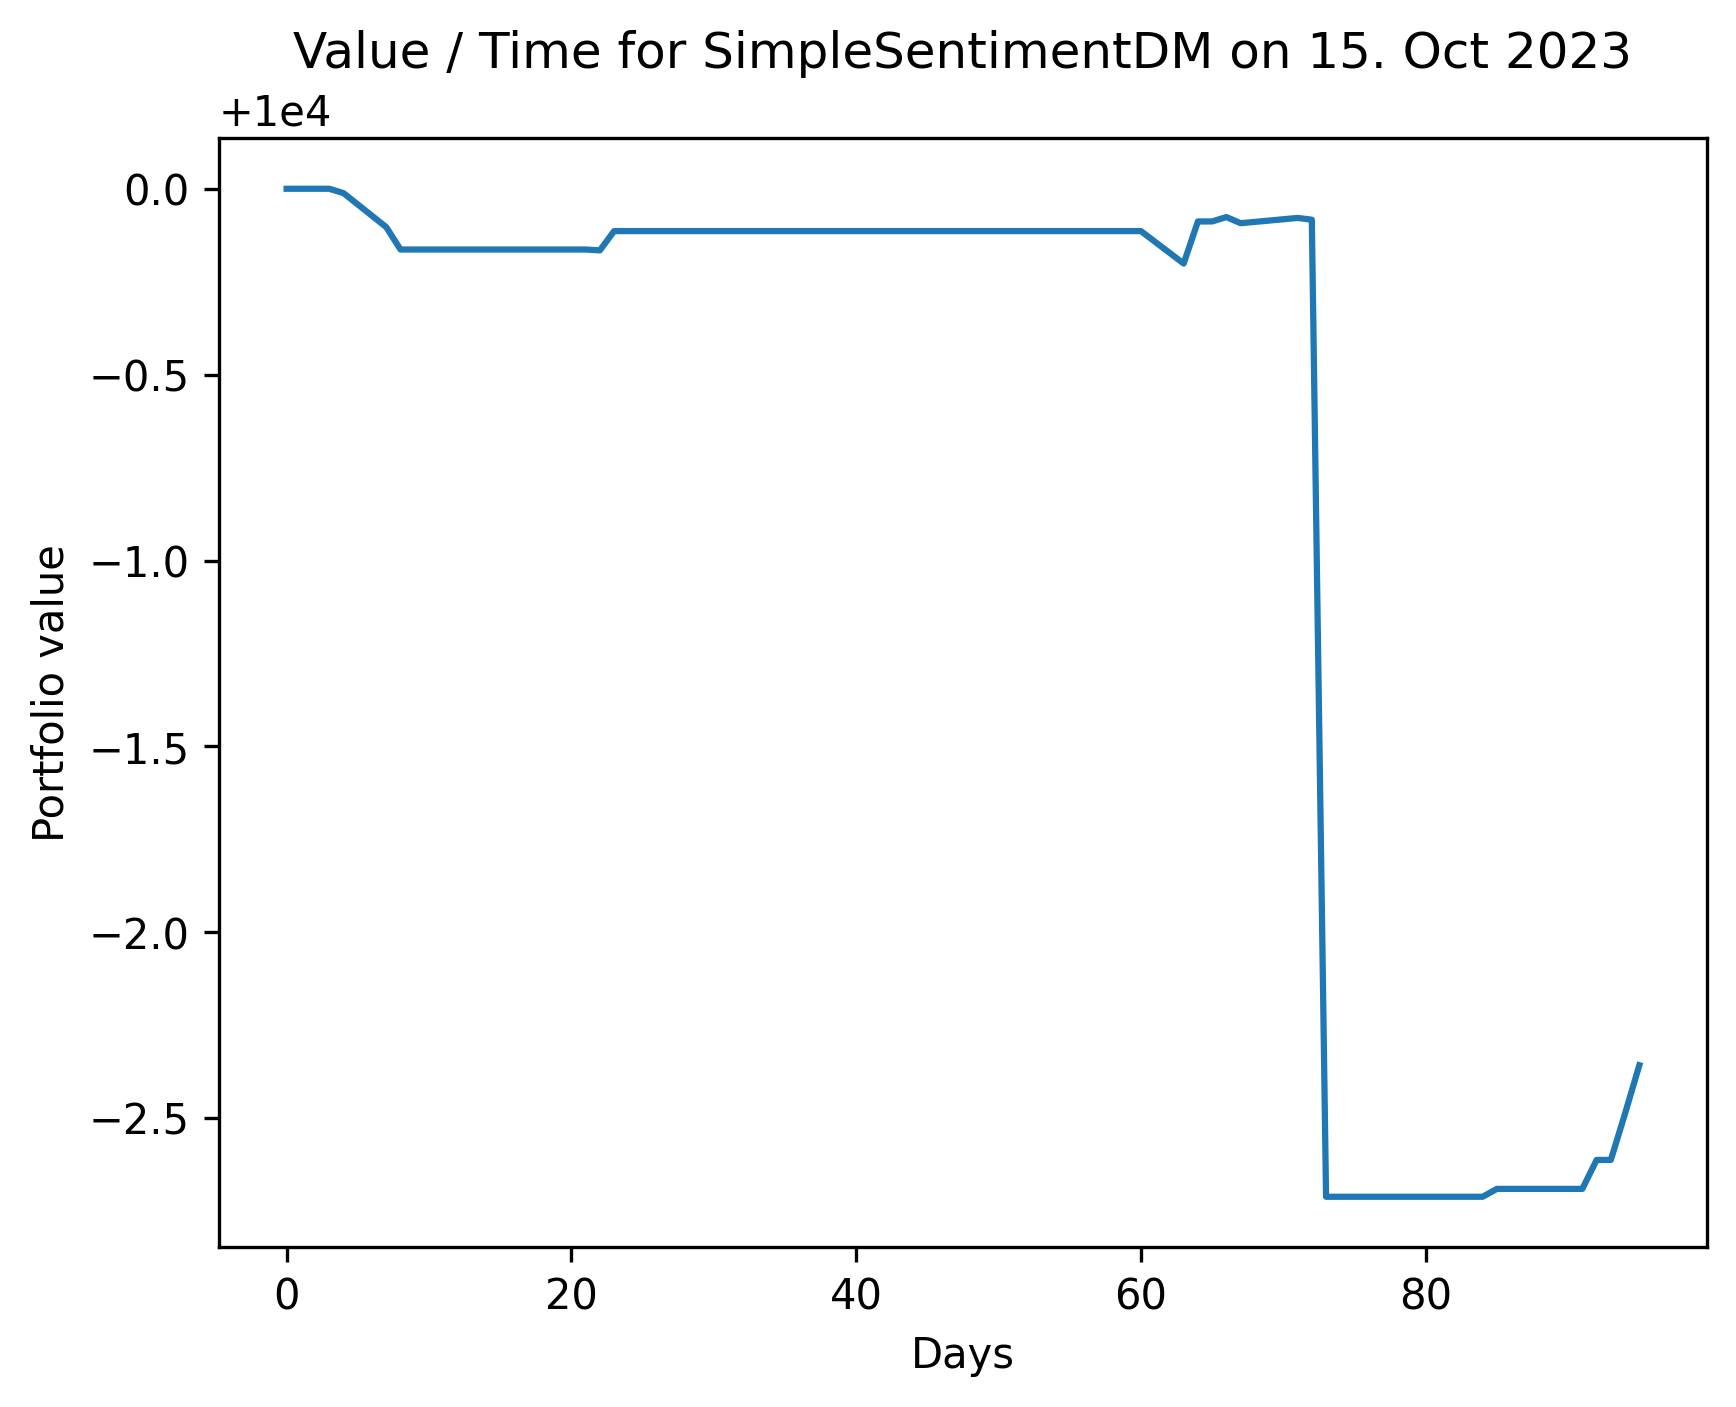 Value / Time for SimpleSentimentDM on 15. Oct 2023
+1e4
0.0
−0.5
−1.0
−1.5
−2.0
−2.5
Portfolio value
0 20 40 60 80
Days